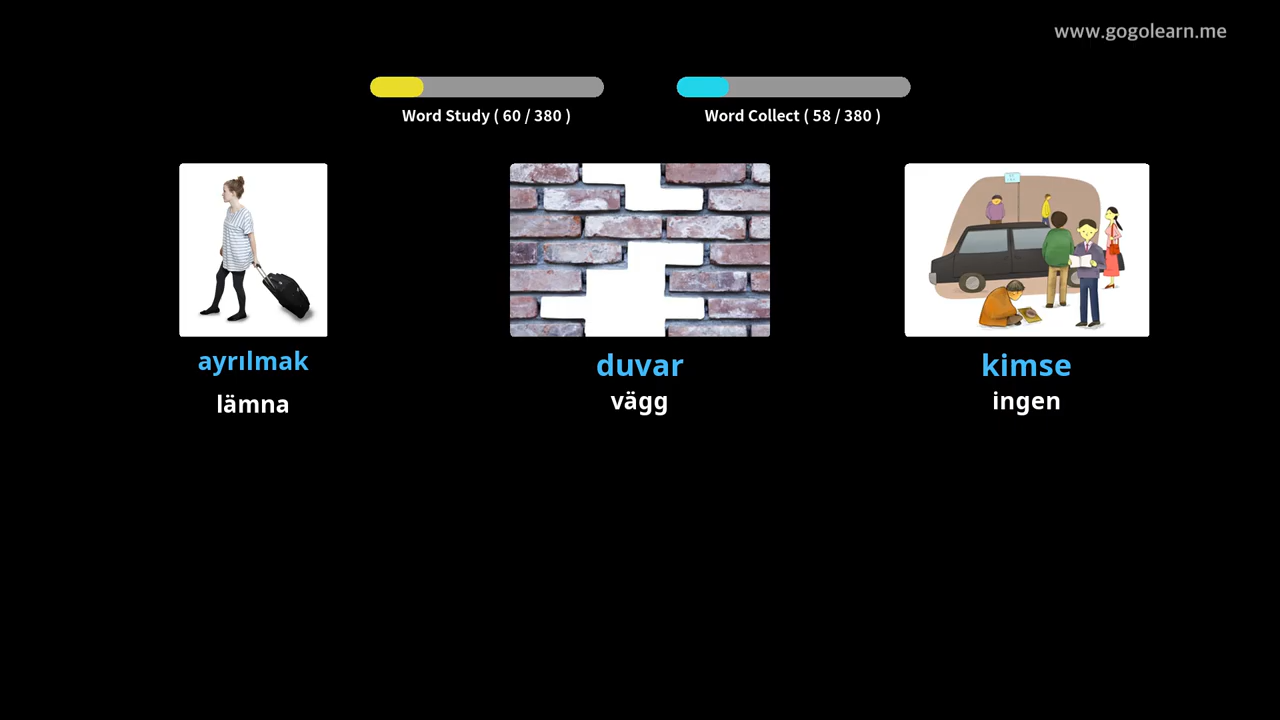 www.gogolearn.me
Word Study ( 60 / 380 )
Word Collect ( 58 / 380 )
ayrılmak
lämna
duvar
vägg
kimse
ingen